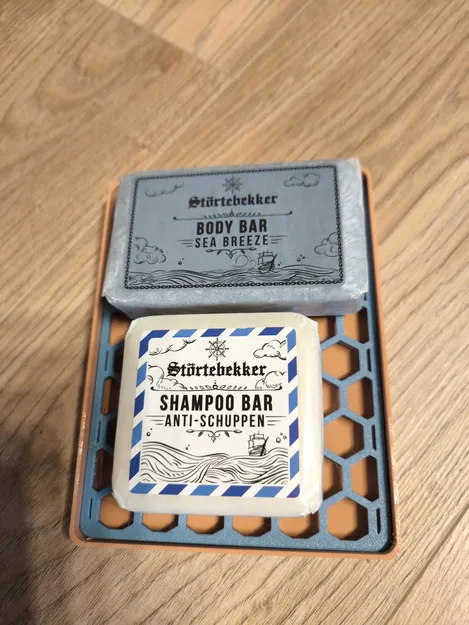 Störtebekker
BODY BAR
SEA BREEZE
Störtebekker
SHAMPOO BAR
ANTI-SCHUPPEN